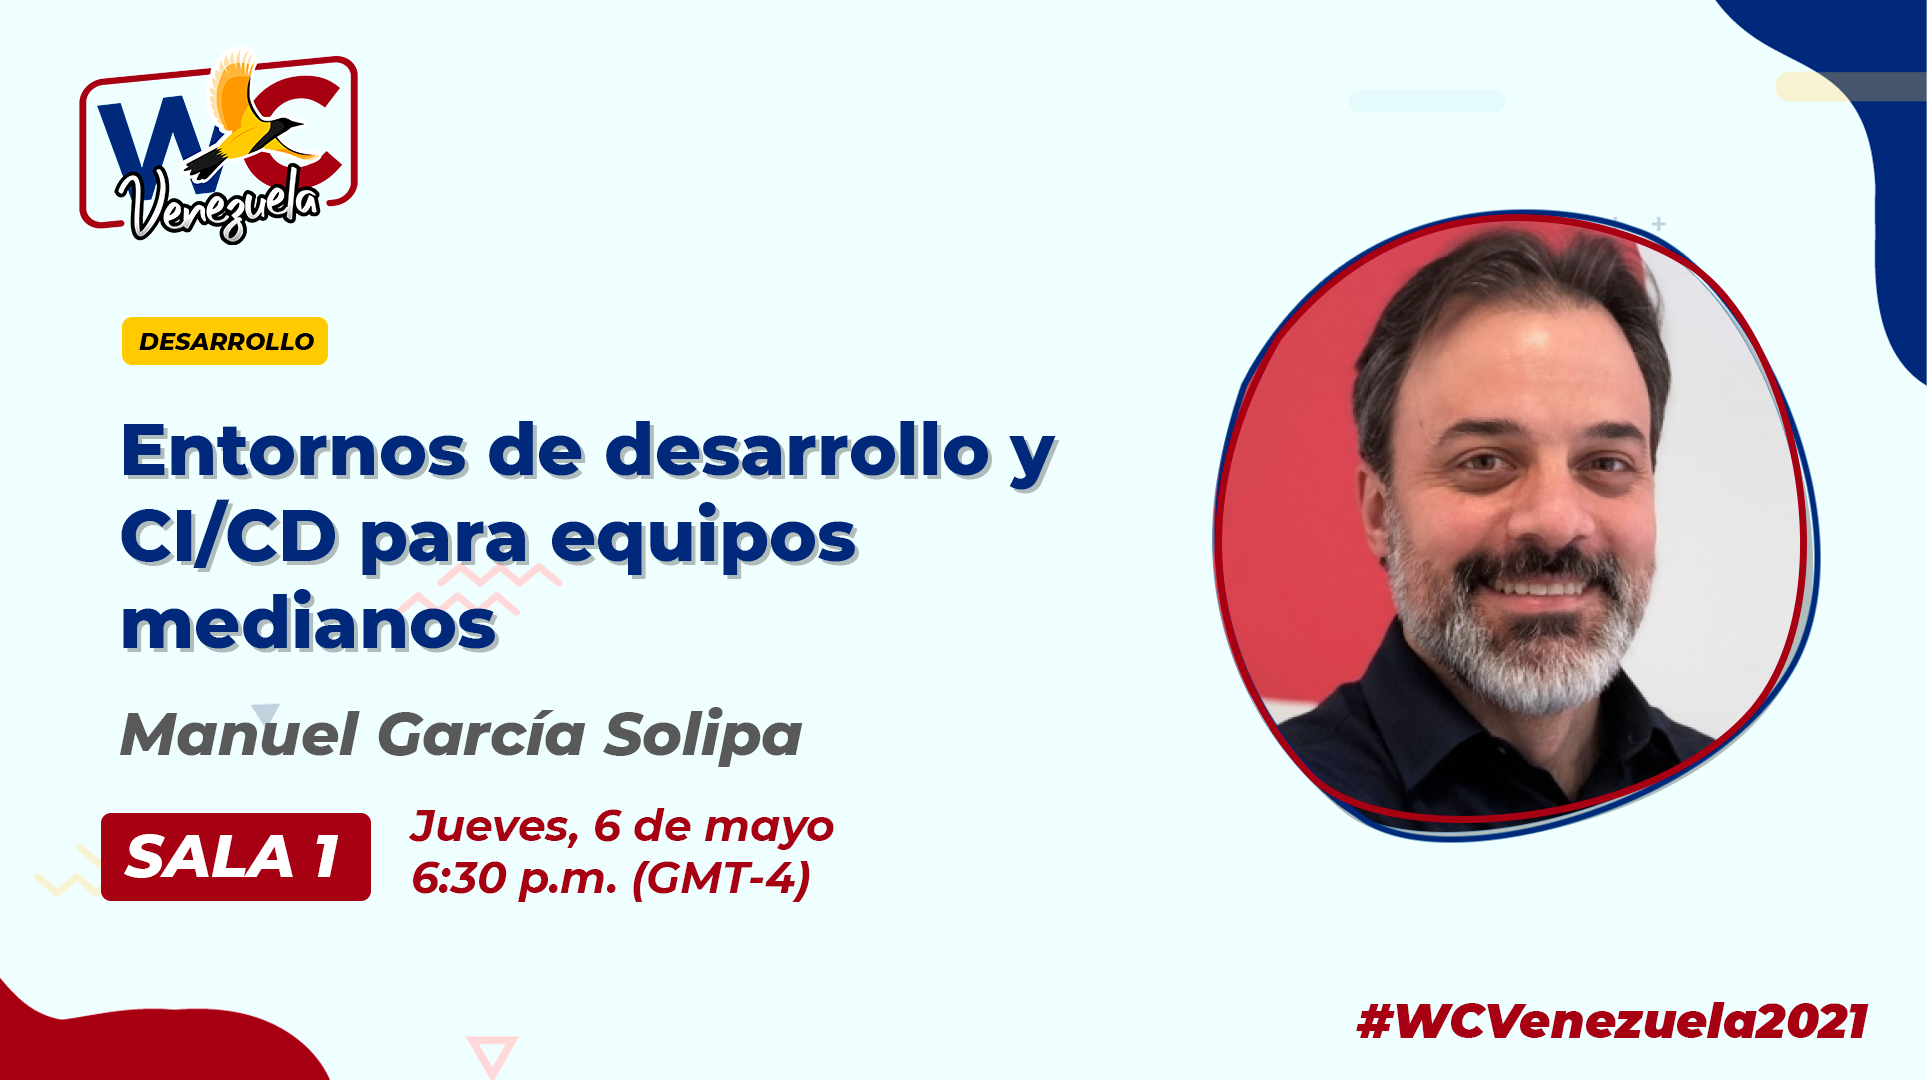 WC
Venezuela
DESARROLLO
Entornos de desarrollo y
CI/CD para equipos
medianos
Manuel García Solipa
SALA 1
Jueves, 6 de mayo
6:30 p.m. (GMT-4)
#WCVenezuela2021